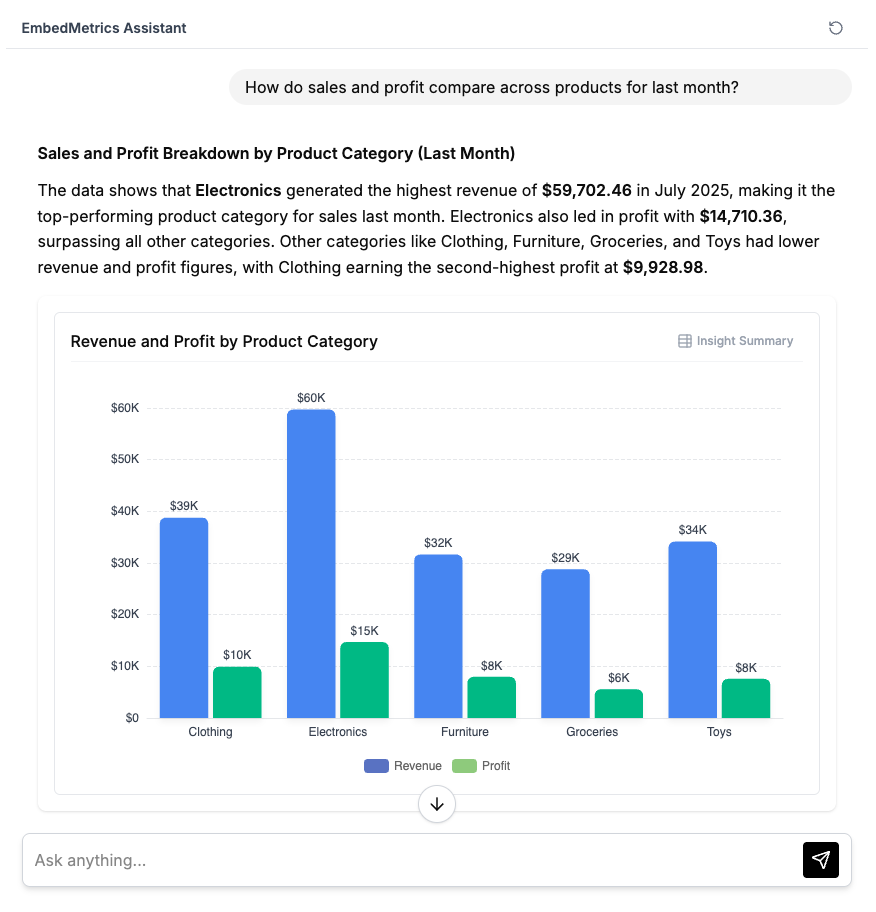 EmbedMetrics Assistant
How do sales and profit compare across products for last month?
Sales and Profit Breakdown by Product Category (Last Month)
The data shows that Electronics generated the highest revenue of $59,702.46 in July 2025, making it the
top-performing product category for sales last month. Electronics also led in profit with $14,710.36,
surpassing all other categories. Other categories like Clothing, Furniture, Groceries, and Toys had lower
revenue and profit figures, with Clothing earning the second-highest profit at $9,928.98.
Revenue and Profit by Product Category
Insight Summary
$60K
$50K
$40K
$30K
$20K
$10K
$0
$39K
$10K
$60K
$15K
$32K
$8K
$29K
$6K
$34K
$8K
Clothing
Electronics
Furniture
Groceries
Toys
Revenue
Profit
Ask anything...